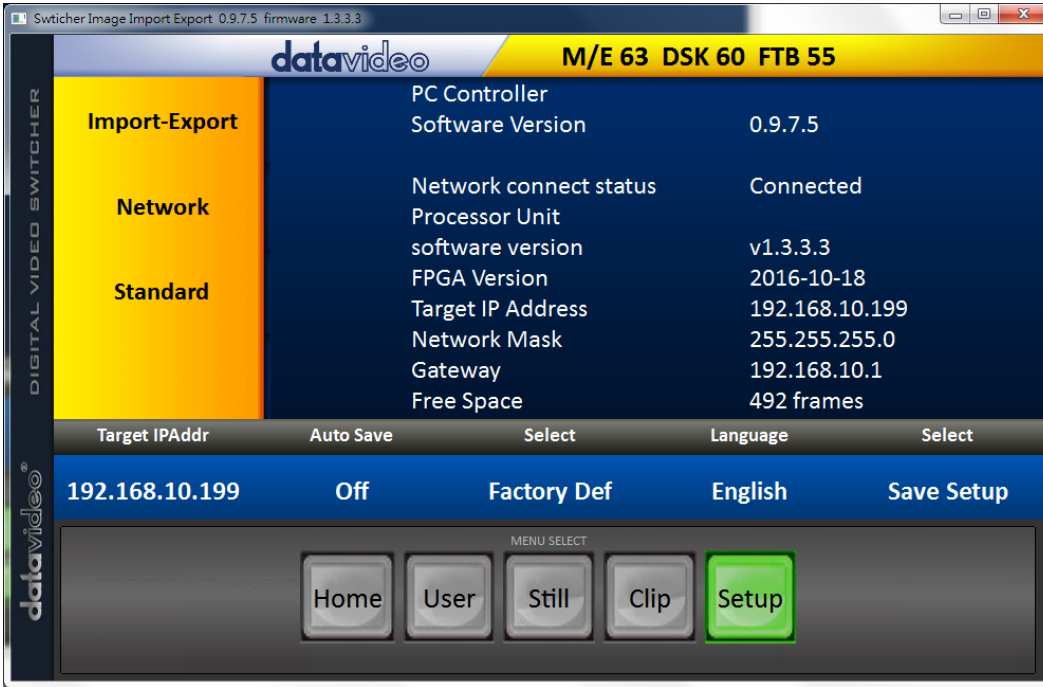 Swticher Image Import Export 0.9.7.5 firmware 1.3.3.3
datavideo
M/E 63 DSK 60 FTB 55
DIGITAL VIDEO SWITCHER
datavideo®
Import-Export
Network
Standard
PC Controller
Software Version 0.9.7.5
Network connect status Connected
Processor Unit
software version v1.3.3.3
FPGA Version 2016-10-18
Target IP Address 192.168.10.199
Network Mask 255.255.255.0
Gateway 192.168.10.1
Free Space 492 frames
Target IPAddr Auto Save Select Language Select
192.168.10.199 Off Factory Def English Save Setup
MENU SELECT
Home User Still Clip Setup